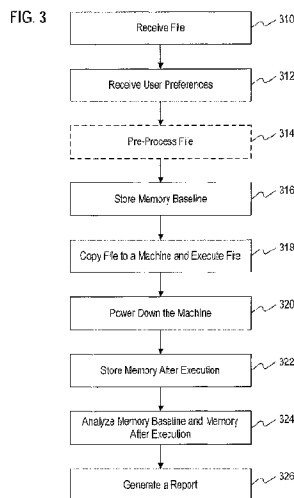 FIG. 3
Receive File
310
Receive User Preferences
312
Pre-Process File
314
Store Memory Baseline
316
Copy File to a Machine and Execute File
318
Power Down the Machine
320
Store Memory After Execution
322
Analyze Memory Baseline and Memory
After Execution
324
Generate a Report
326